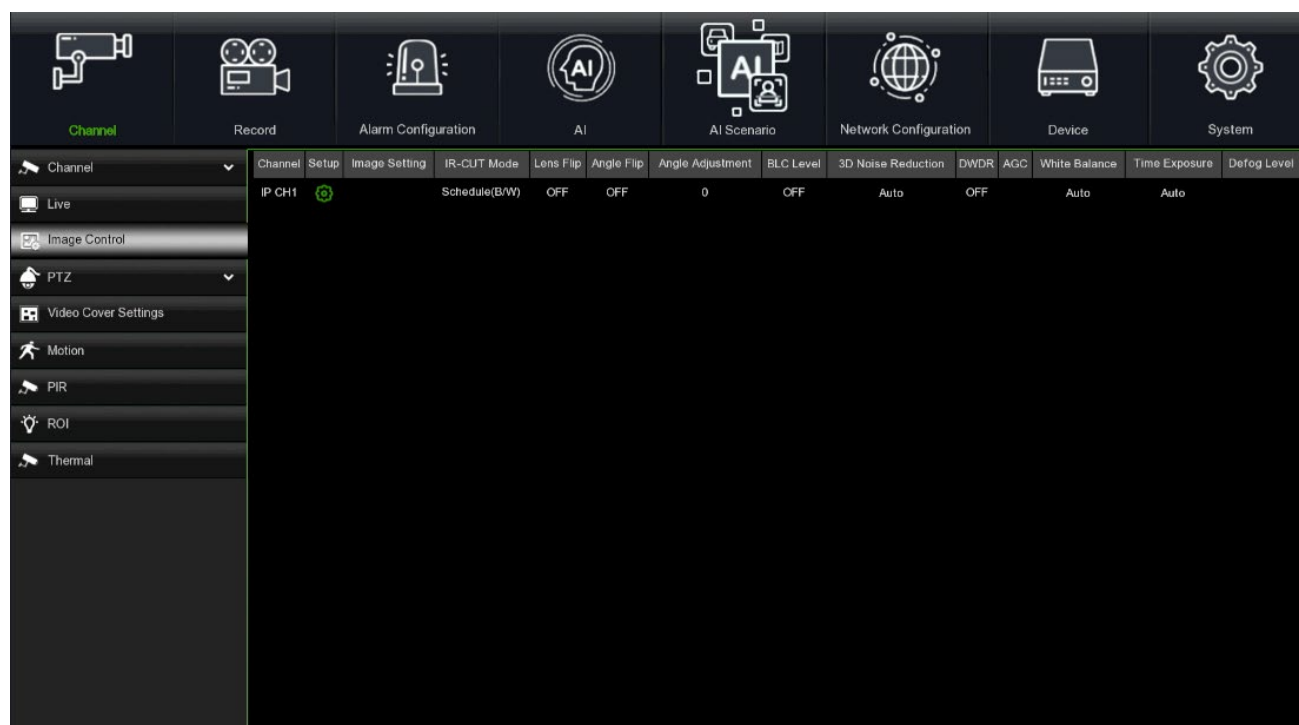 AI
AI
Channel Record Alarm Configuration AI AI Scenario Network Configuration Device System
Channel
Live
Image Control
PTZ
Video Cover Settings
Motion
PIR
ROI
Thermal
Channel Setup Image Setting IR-CUT Mode Lens Flip Angle Flip Angle Adjustment BLC Level 3D Noise Reduction DWDR AGC White Balance Time Exposure Defog Level
IP CH1 Schedule(B/W) OFF OFF 0 OFF Auto OFF Auto Auto